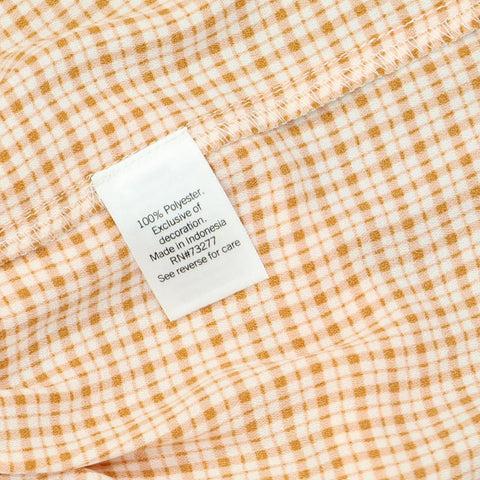 100% Polyester.
Exclusive of
decoration.
Made in Indonesia
RN#73277
See reverse for care